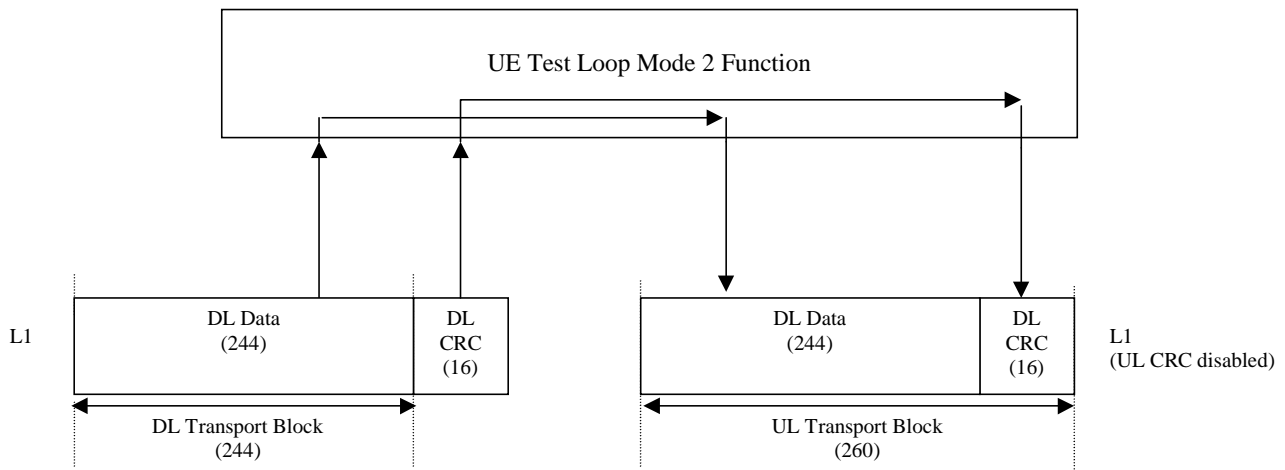 UE Test Loop Mode 2 Function
L1
DL Data
(244)
DL
CRC
(16)
DL Transport Block
(244)
DL Data
(244)
DL
CRC
(16)
UL Transport Block
(260)
L1
(UL CRC disabled)